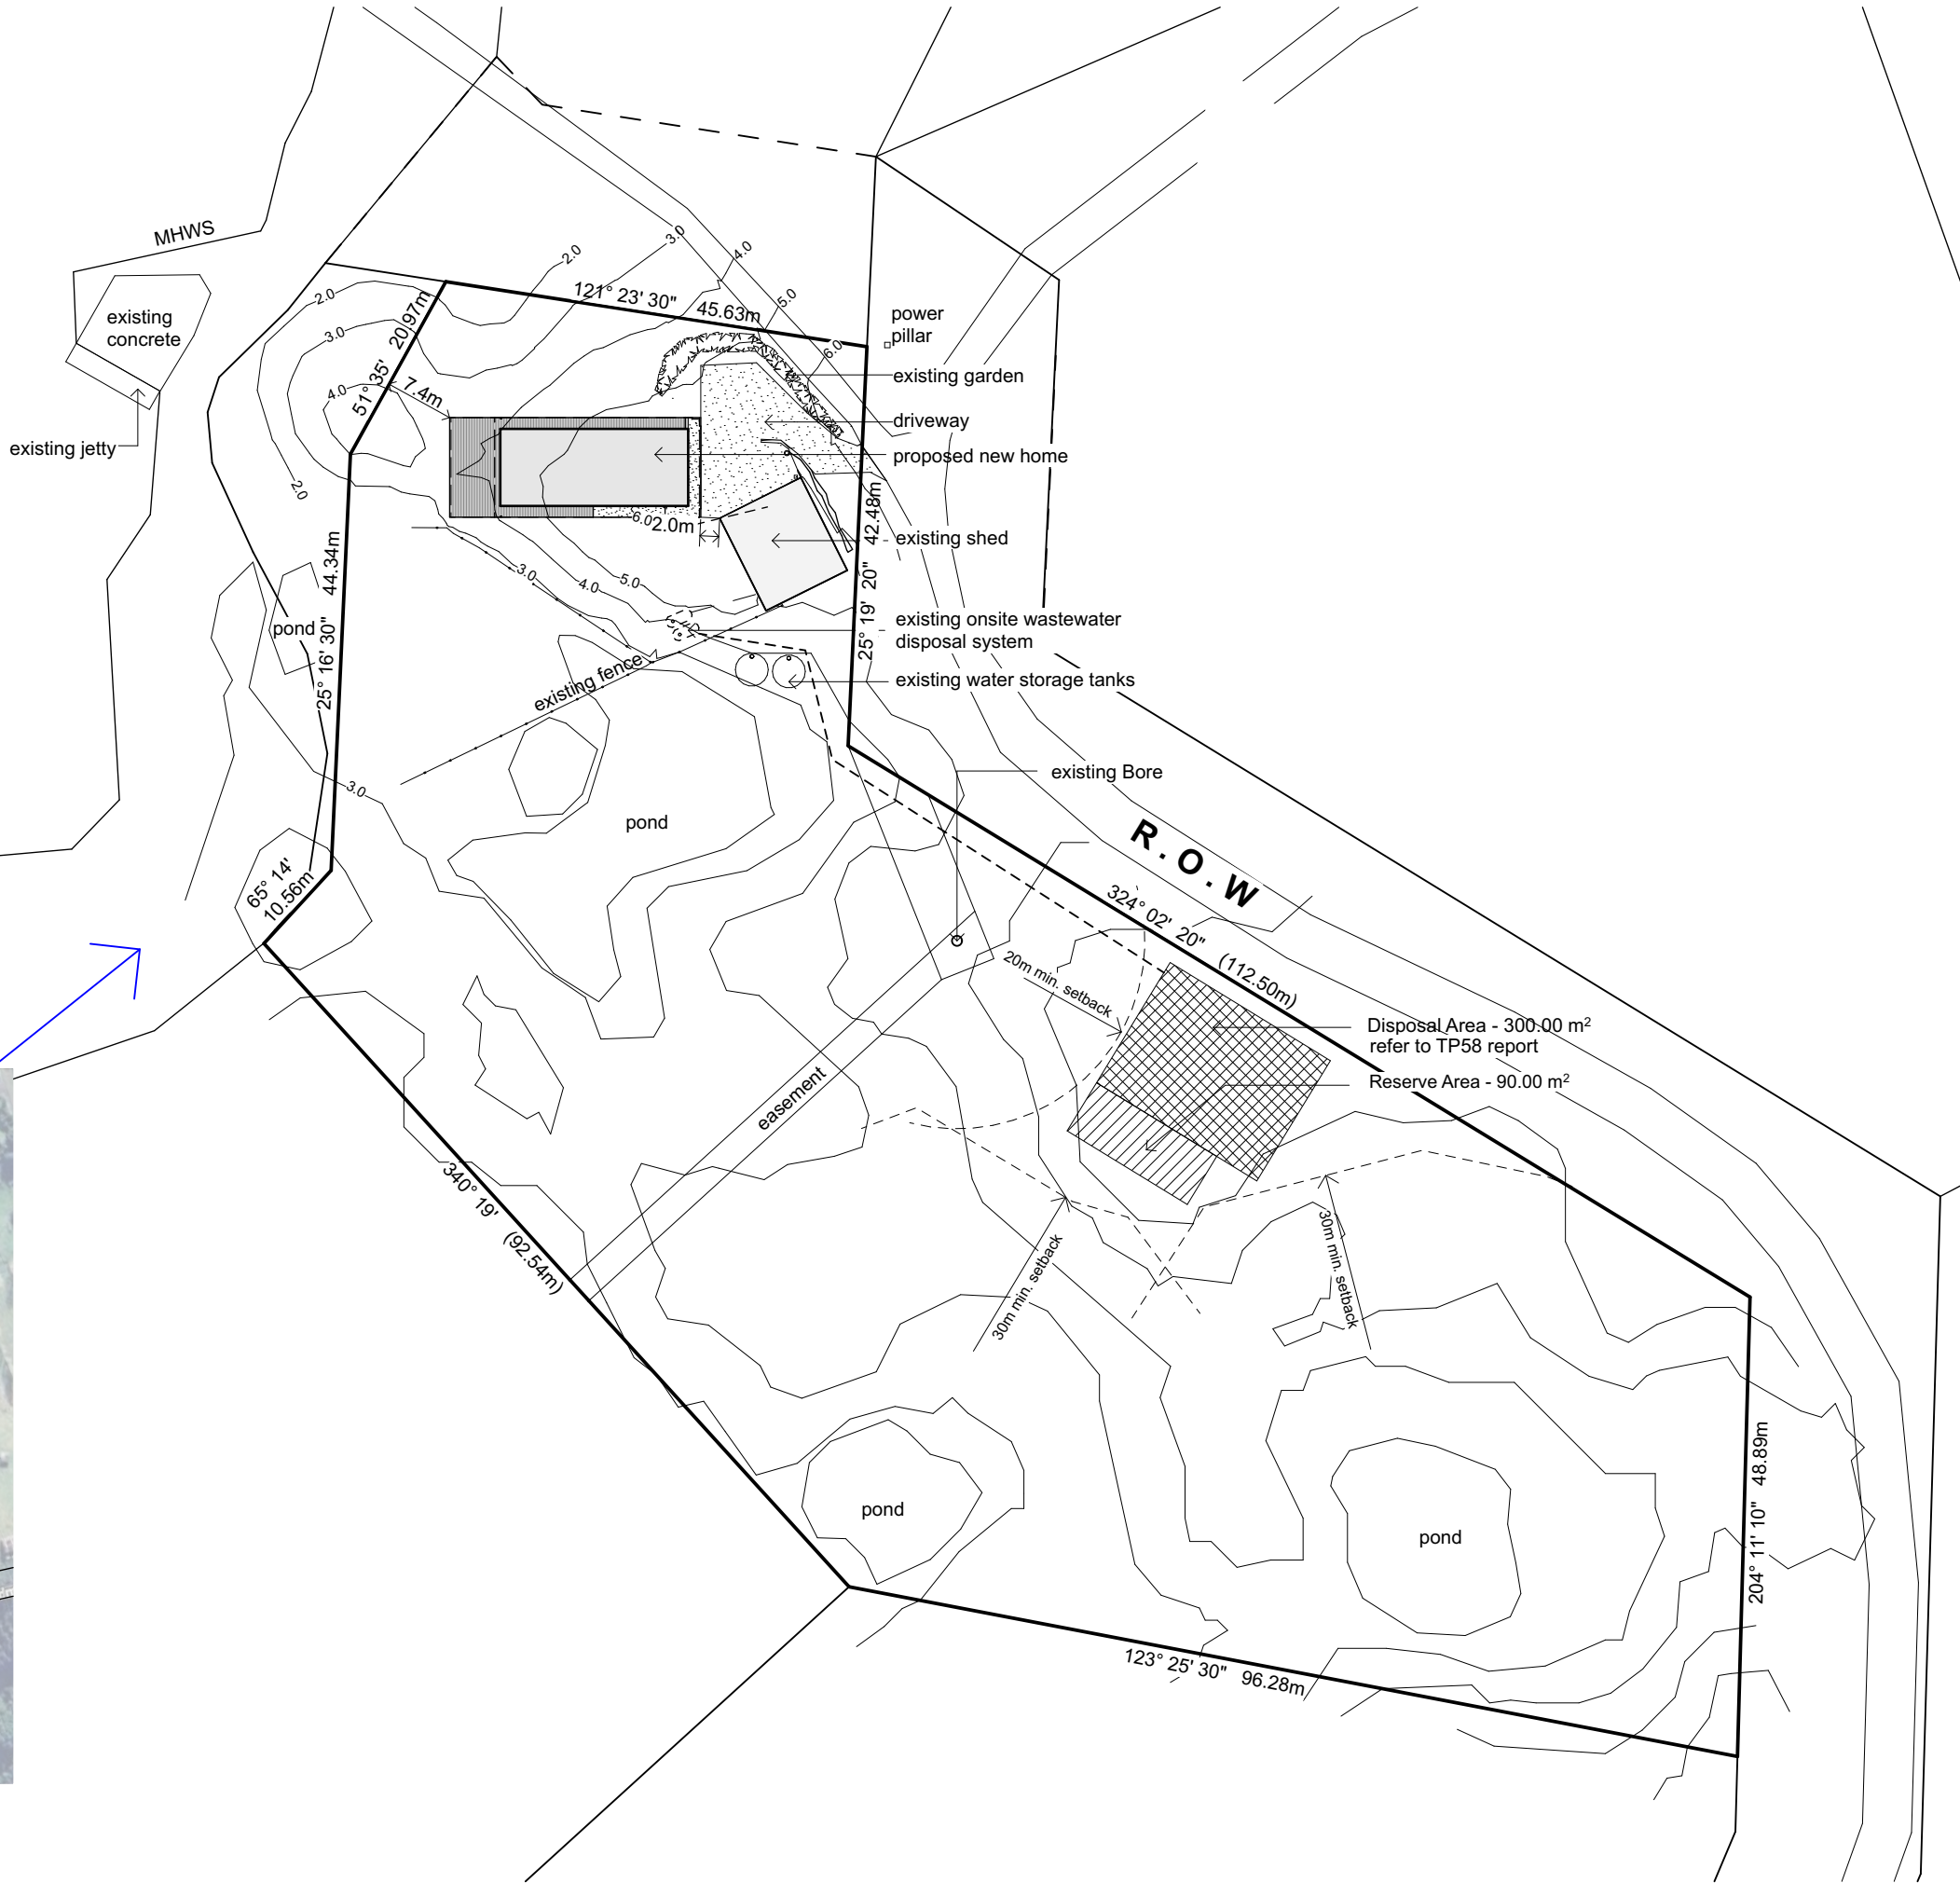 MHWS
existing
concrete
existing jetty
2.0
3.0
4.0
2.0
2.0
3.0
4.0
5.0
6.0
121° 23' 30"   45.63m
51° 35'   20.97m
7.4m
power
pillar
existing garden
driveway
proposed new home
6.0
2.0m
existing shed
25° 19' 20"   42.48m
25° 16' 30"   44.34m
3.0
4.0
5.0
pond
existing onsite wastewater
disposal system
existing water storage tanks
existing fence
3.0
pond
existing Bore
R.O.W
65° 14'
10.56m
324° 02' 20"   (112.50m)
20m min. setback
Disposal Area - 300.00 m²
refer to TP58 report
Reserve Area - 90.00 m²
easement
340° 19'   (92.54m)
30m min. setback
30m min. setback
pond
pond
204° 11' 10"   48.89m
123° 25' 30"   96.28m